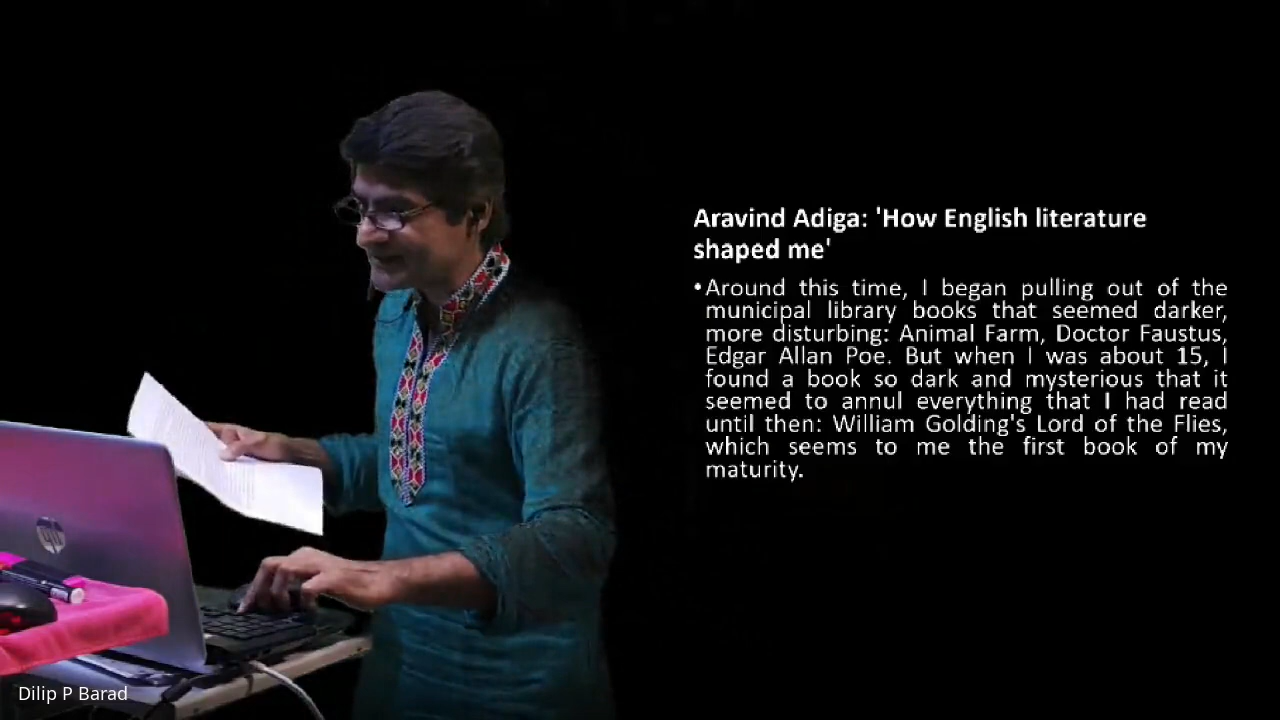 Aravind Adiga: 'How English literature
shaped me'
•Around this time, I began pulling out of the
municipal library books that seemed darker,
more disturbing: Animal Farm, Doctor Faustus,
Edgar Allan Poe. But when I was about 15, I
found a book so dark and mysterious that it
seemed to annul everything that I had read
until then: William Golding's Lord of the Flies,
which seems to me the first book of my
maturity.
hp
Dilip P Barad